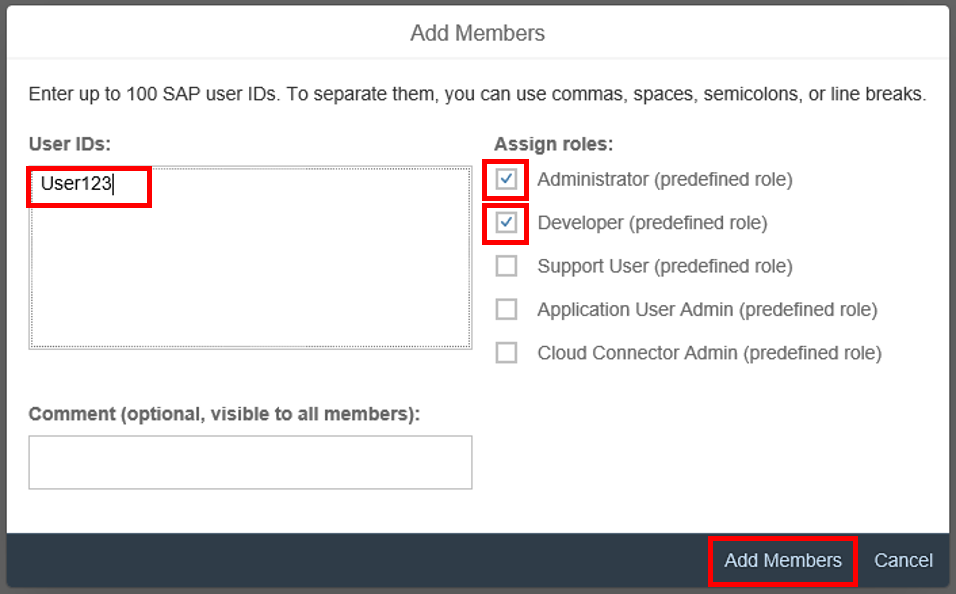 Add Members
Enter up to 100 SAP user IDs. To separate them, you can use commas, spaces, semicolons, or line breaks.
User IDs:
User123
Assign roles:
Administrator (predefined role)
Developer (predefined role)
Support User (predefined role)
Application User Admin (predefined role)
Cloud Connector Admin (predefined role)
Comment (optional, visible to all members):
Add Members
Cancel